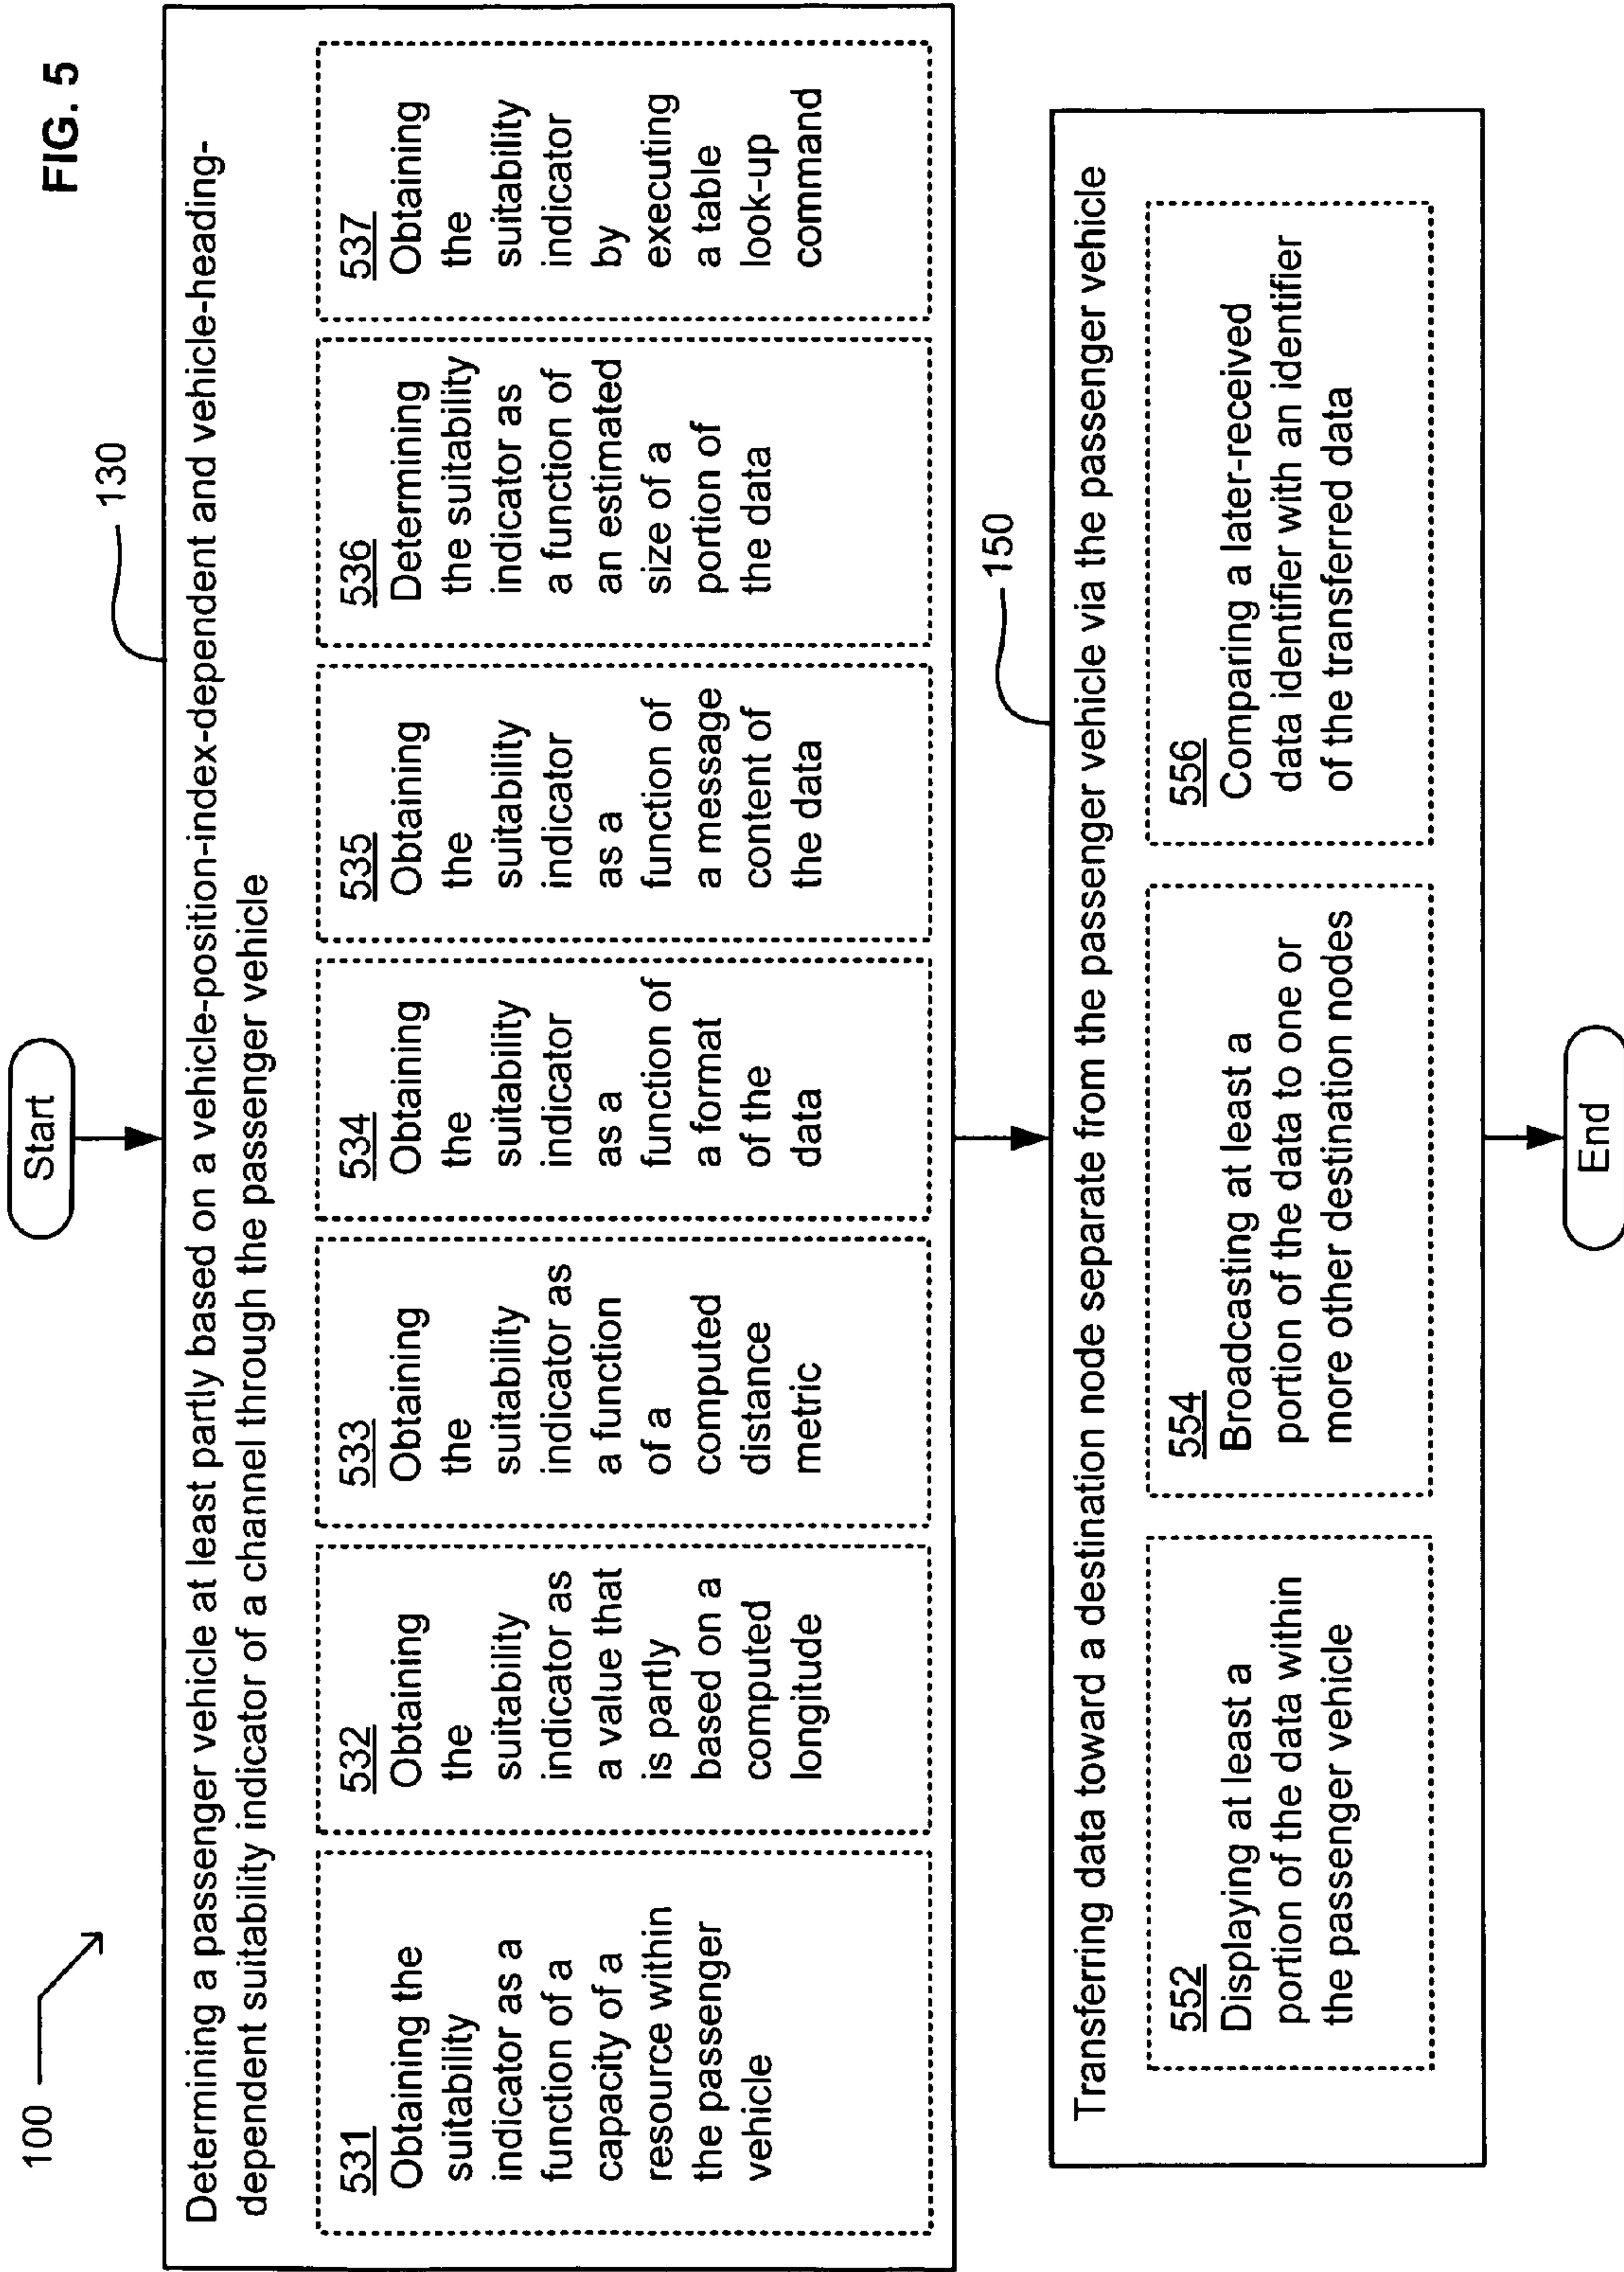 FIG. 5
100
Start
130
Determining a passenger vehicle at least partly based on a vehicle-position-index-dependent and vehicle-heading-
dependent suitability indicator of a channel through the passenger vehicle
531
Obtaining the
suitability
indicator as a
function of a
capacity of a
resource within
the passenger
vehicle
532
Obtaining
the
suitability
indicator as
a value that
is partly
based on a
computed
longitude
533
Obtaining
the
suitability
indicator as
a function
of a
computed
distance
metric
534
Obtaining
the
suitability
indicator
as a
function of
a format
of the
data
535
Obtaining
the
suitability
indicator
as a
function of
a message
content of
the data
536
Determining
the suitability
indicator as
a function of
an estimated
size of a
portion of
the data
537
Obtaining
the
suitability
indicator
by
executing
a table
look-up
command
150
Transferring data toward a destination node separate from the passenger vehicle via the passenger vehicle
552
Displaying at least a
portion of the data within
the passenger vehicle
554
Broadcasting at least a
portion of the data to one or
more other destination nodes
556
Comparing a later-received
data identifier with an identifier
of the transferred data
End